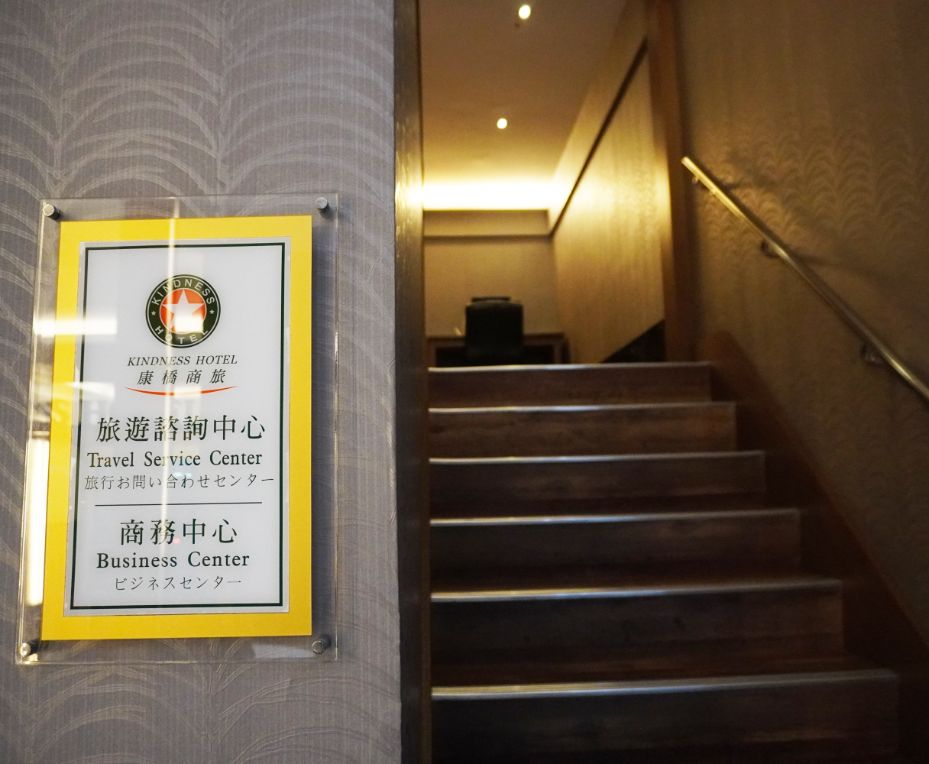 KINDNESS
HOTEL
KINDNESS HOTEL
康橋商旅
旅遊諮詢中心
Travel Service Center
旅行お問い合わせセンター
商務中心
Business Center
ビジネスセンター